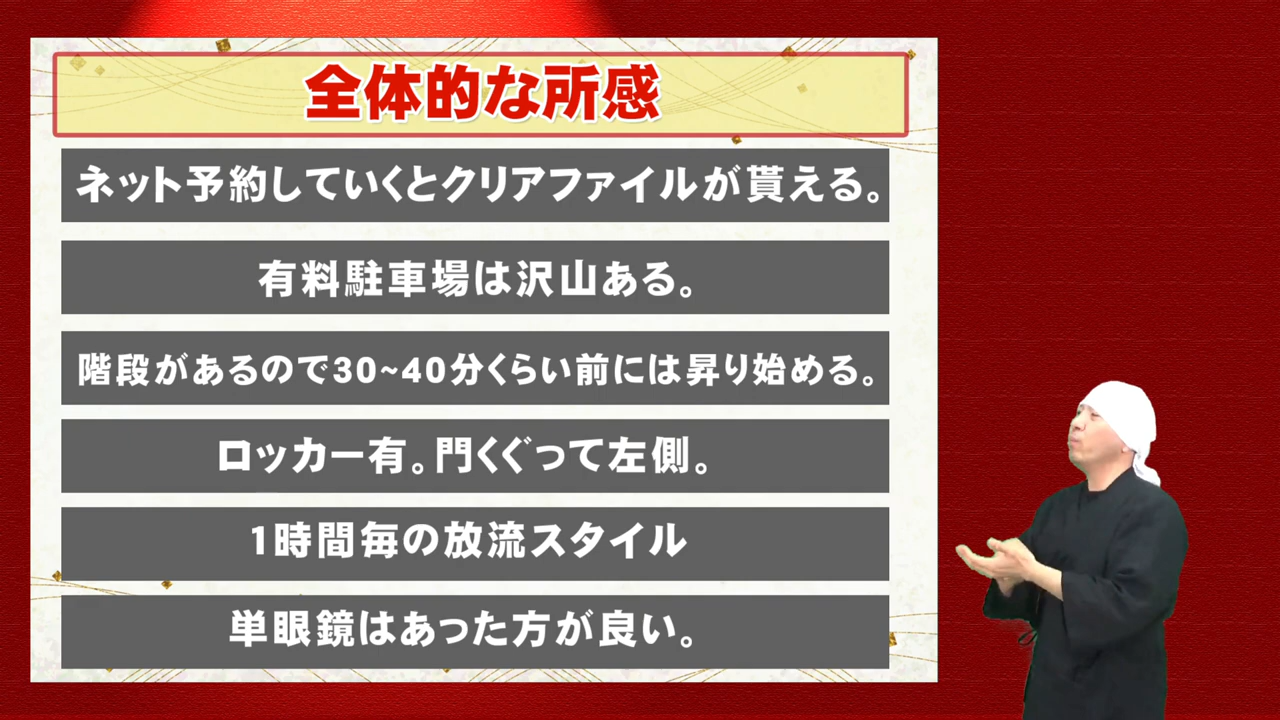 全体的な所感
ネット予約していくとクリアファイルが貰える。
有料駐車場は沢山ある。
階段があるので30~40分くらい前には昇り始める。
ロッカー有。門くぐって左側。
1時間毎の放流スタイル
単眼鏡はあった方が良い。